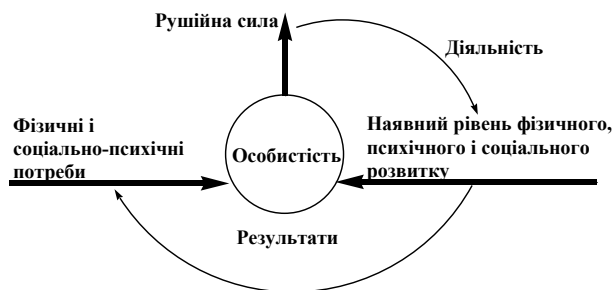 Рушійна сила
Діяльність
Фізичні і
соціально-психічні
потреби
Особистість
Наявний рівень фізичного,
психічного і соціального
розвитку
Результати